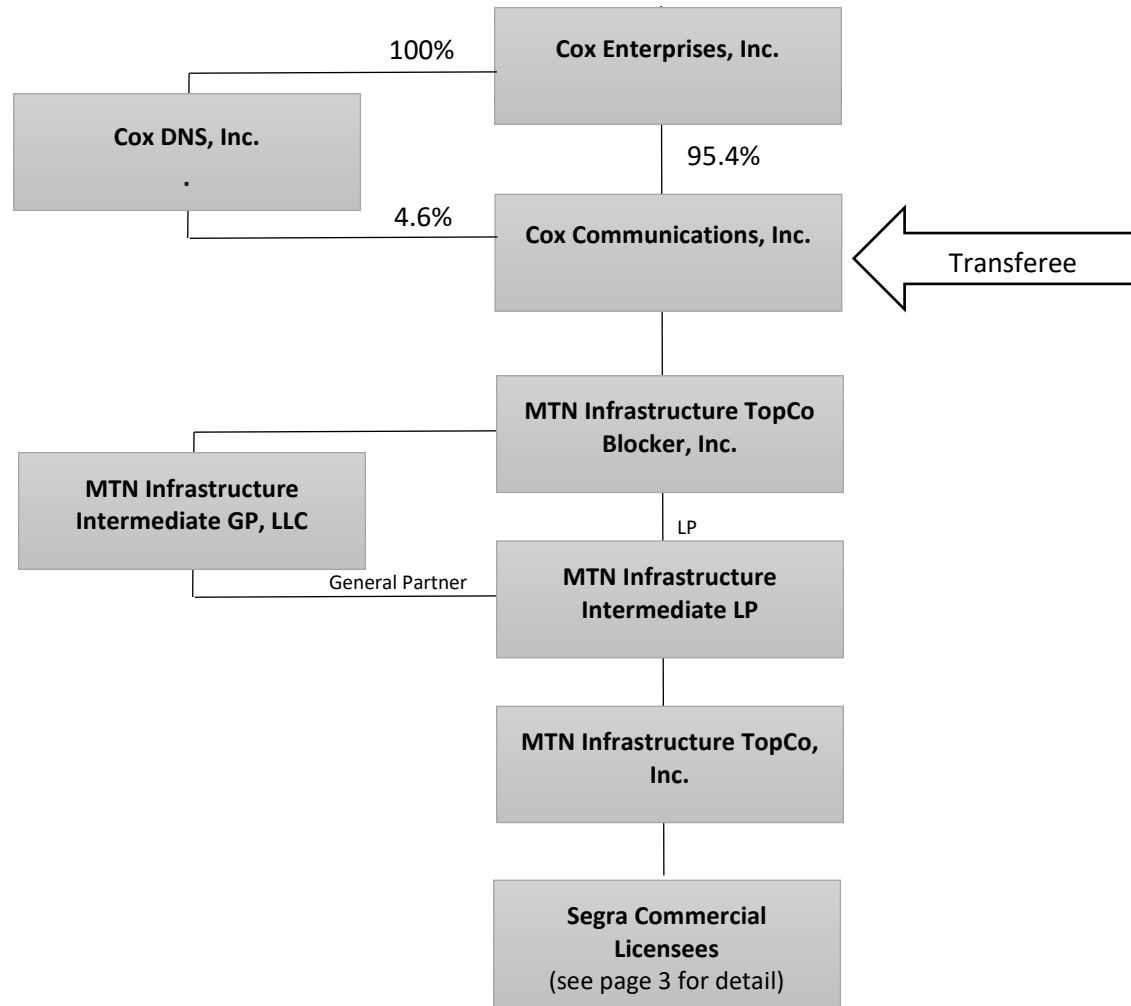 100%
Cox Enterprises, Inc.
Cox DNS, Inc.
.
95.4%
4.6%
Cox Communications, Inc.
Transferee
MTN Infrastructure TopCo
Blocker, Inc.
MTN Infrastructure
Intermediate GP, LLC
LP
General Partner
MTN Infrastructure
Intermediate LP
MTN Infrastructure TopCo,
Inc.
Segra Commercial
Licensees
(see page 3 for detail)